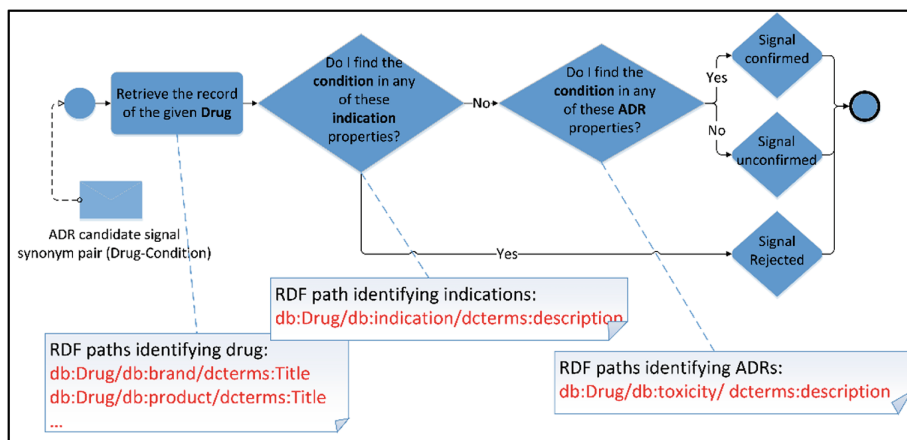 Retrieve the record
of the given Drug
Do I find the
condition in any
of these
indication
properties?
No
Do I find the
condition in any
of these ADR
properties?
Yes
No
Signal
confirmed
Signal
unconfirmed
Yes
Signal
Rejected
ADR candidate signal
synonym pair (Drug-Condition)
RDF path identifying indications:
db:Drug/db:indication/dcterms:description
RDF paths identifying drug:
db:Drug/db:brand/dcterms:Title
db:Drug/db:product/dcterms:Title
...
RDF paths identifying ADRs:
db:Drug/db:toxicity/ dcterms:description